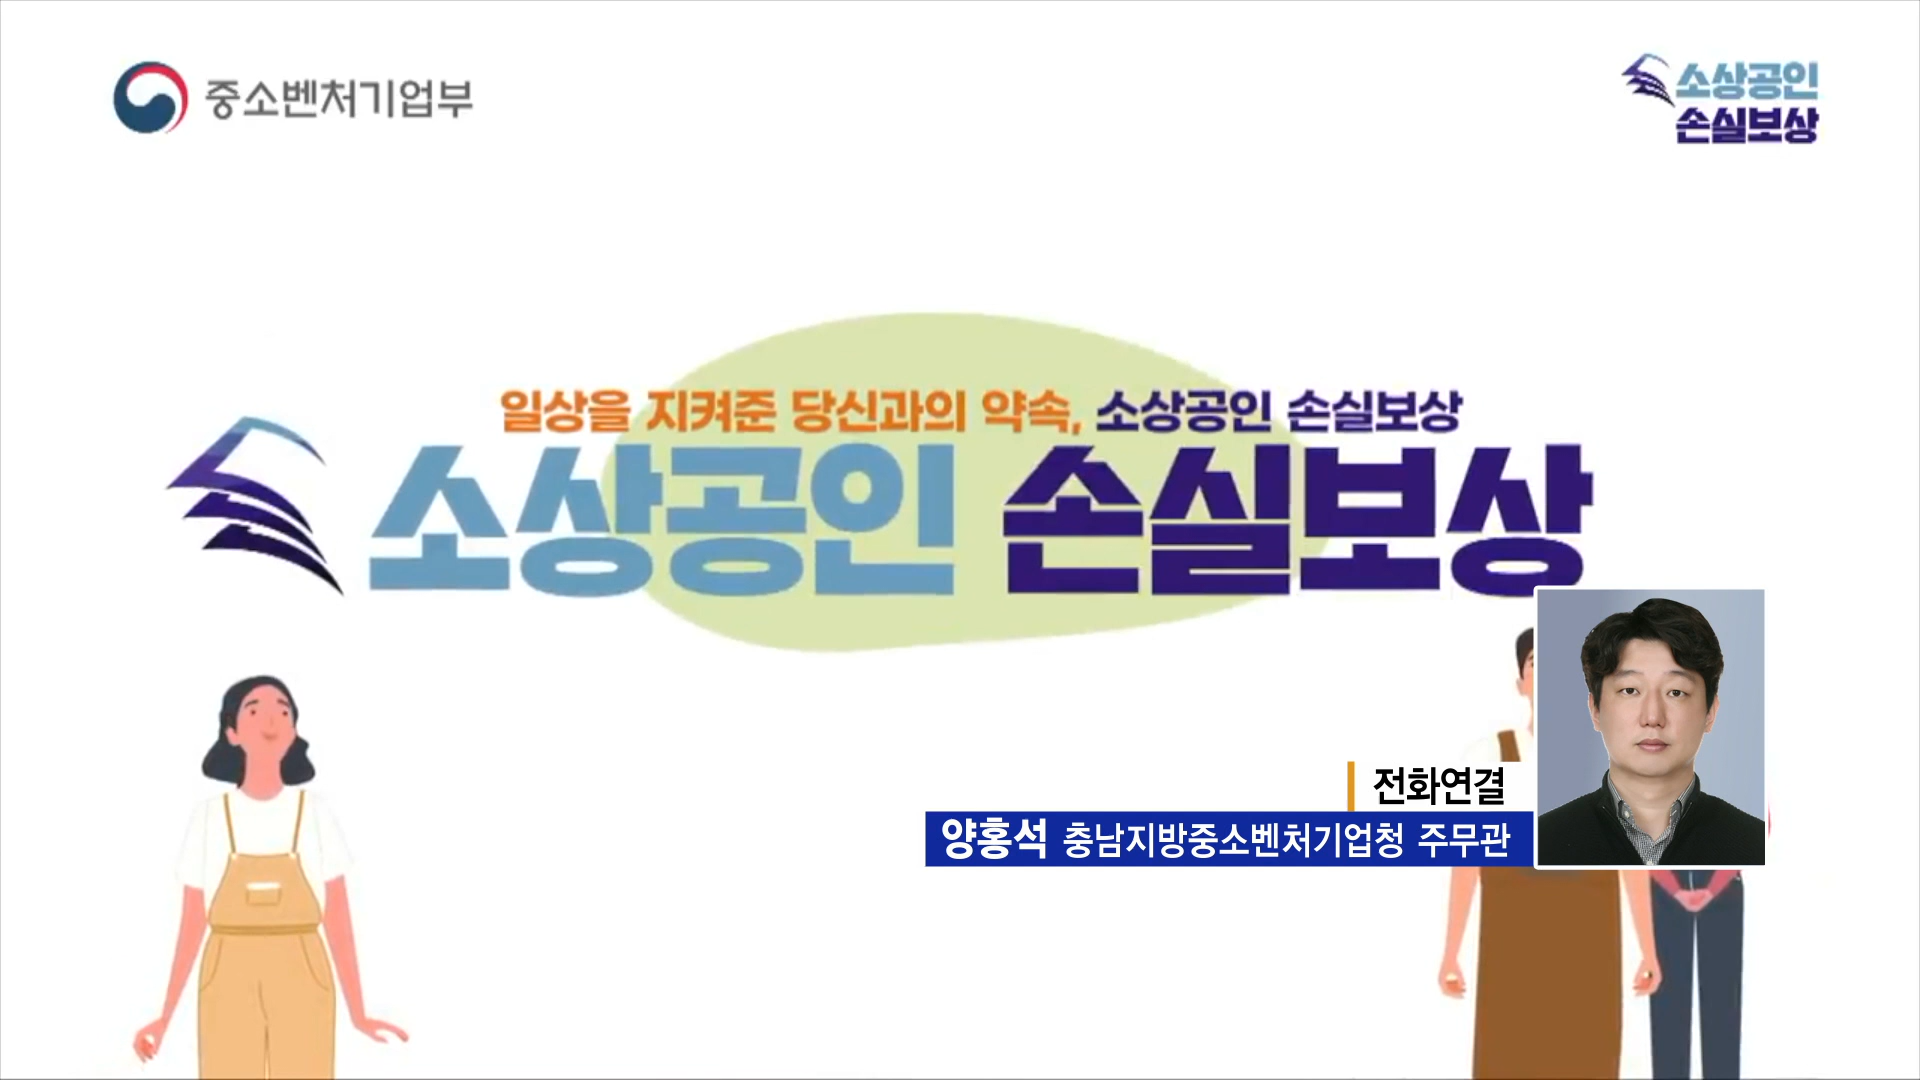 중소벤처기업부
소상공인
손실보상
일상을 지켜준 당신과의 약속, 소상공인 손실보상
소상공인 손실보상
전화연결
양홍석 충남지방중소벤처기업청 주무관